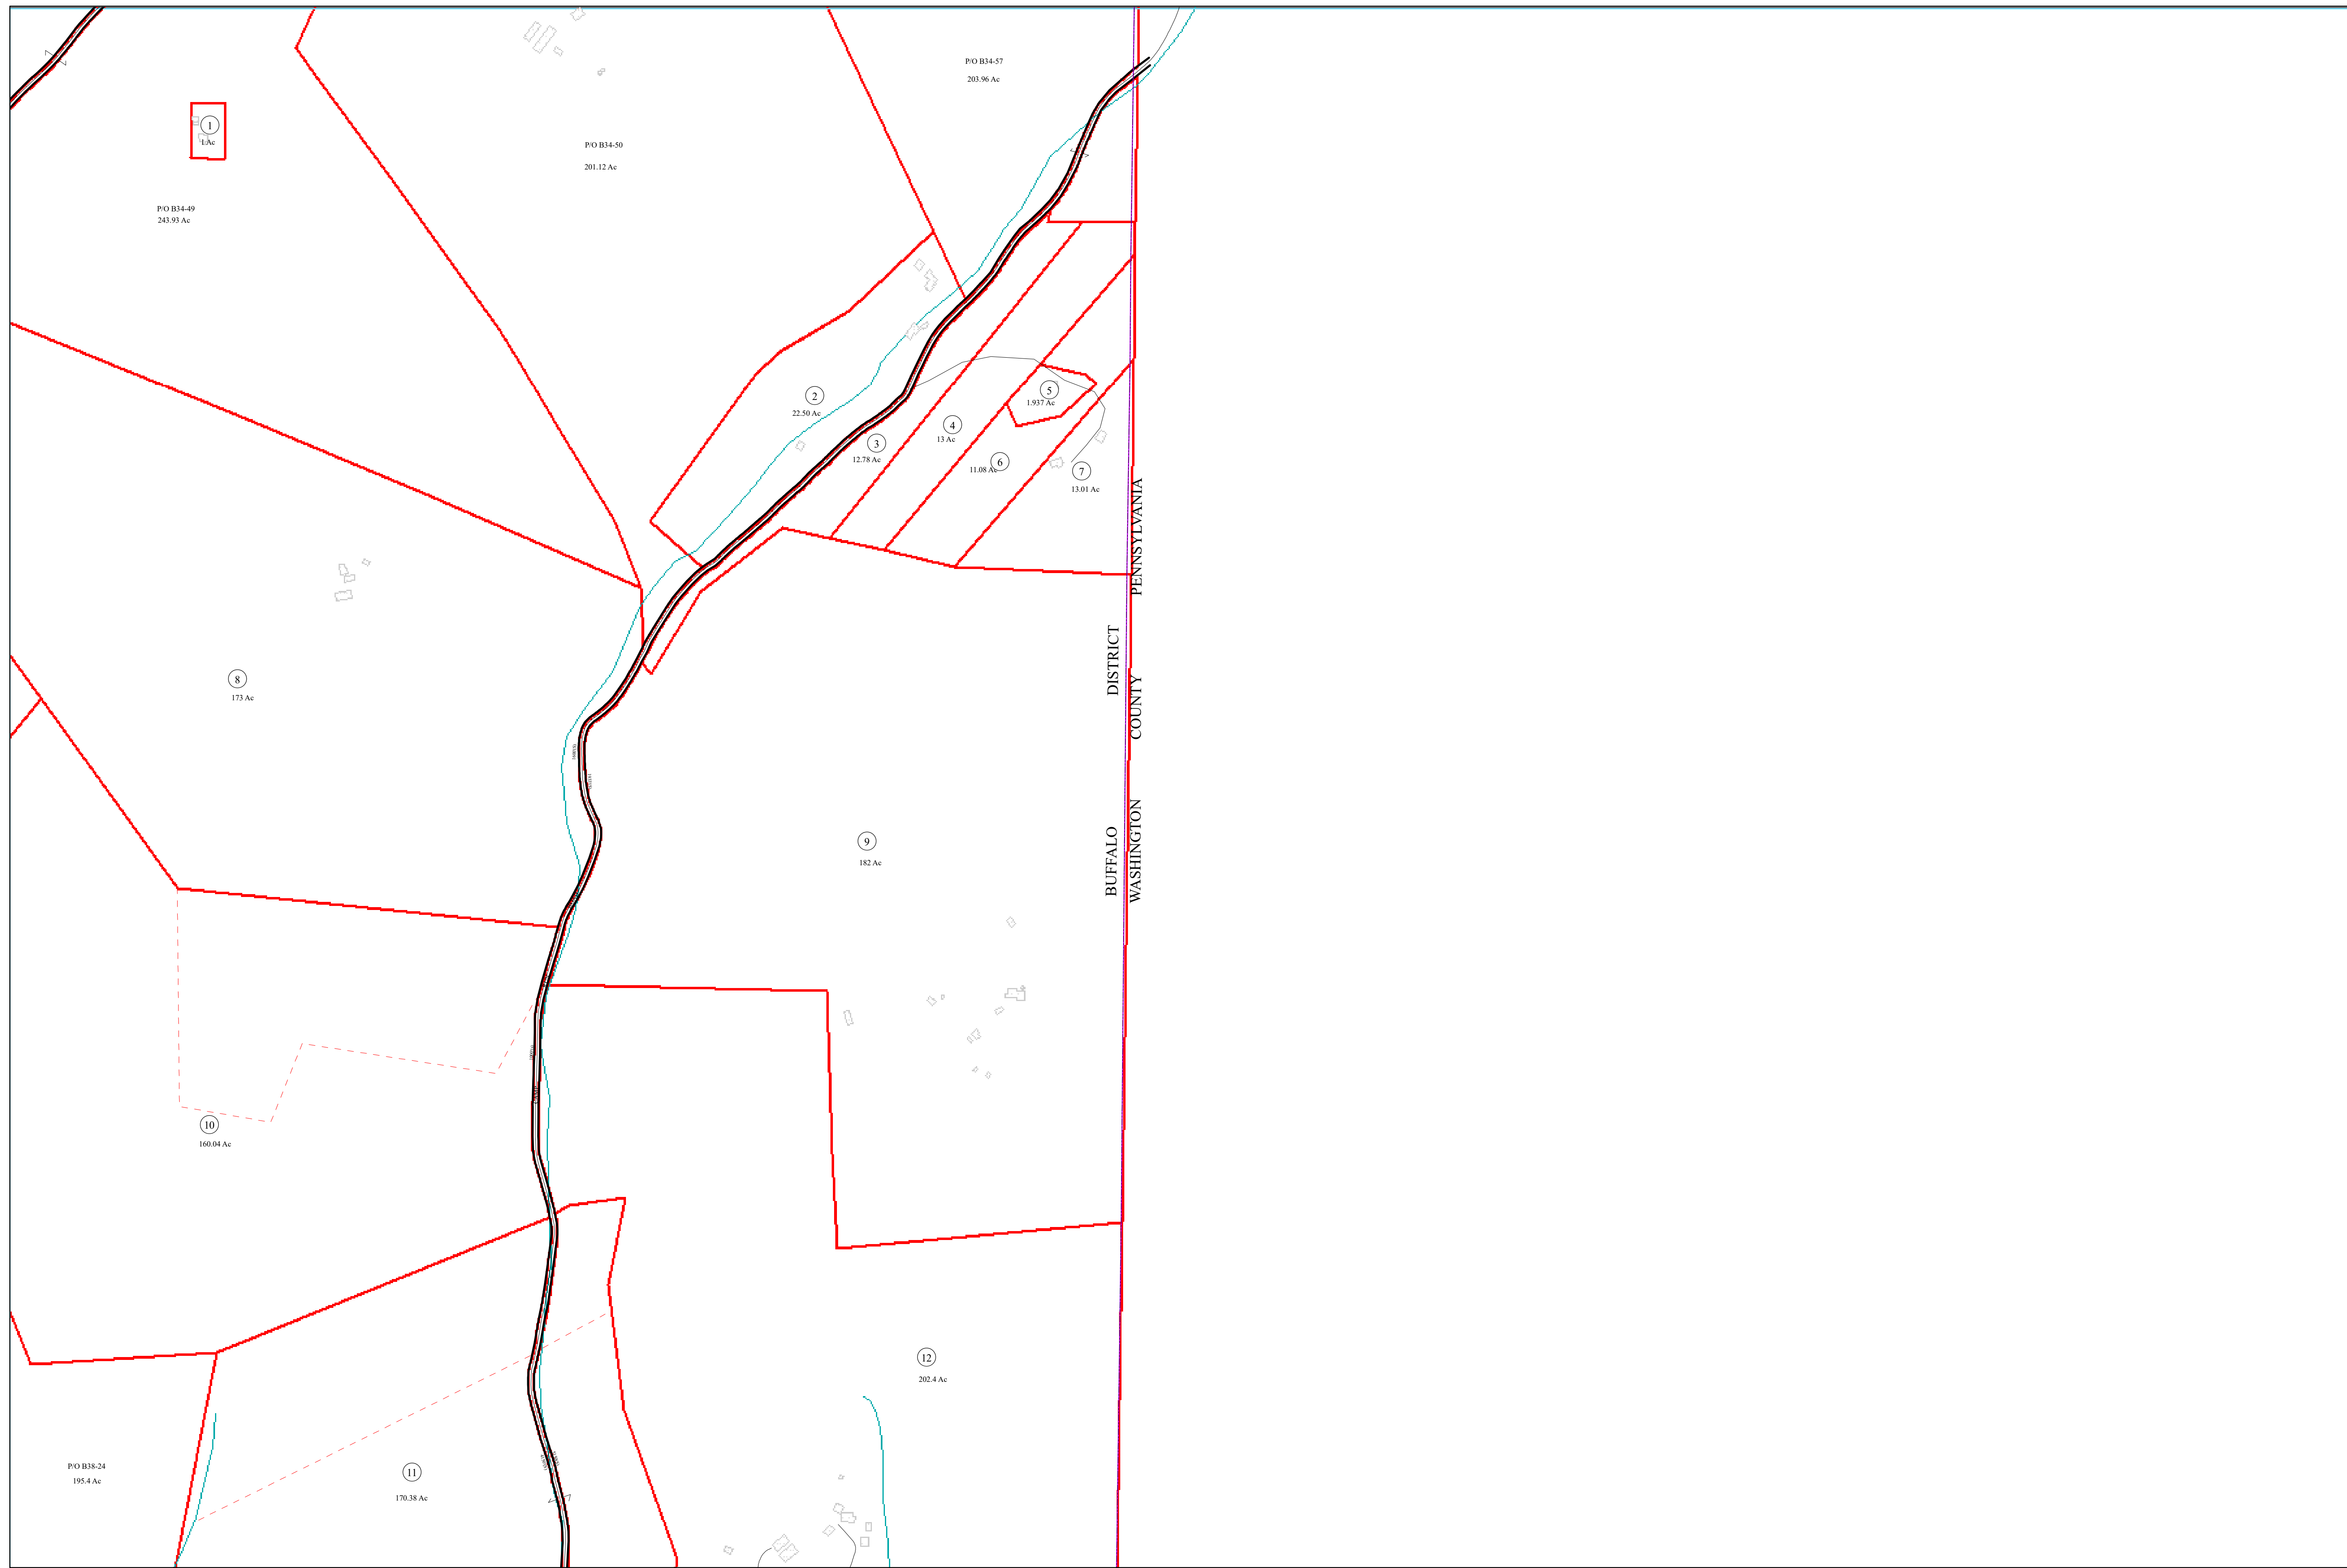 P/O B34-57
203.96 Ac
1
1 Ac
P/O B34-50
201.12 Ac
P/O B34-49
243.93 Ac
2
22.50 Ac
5
1.937 Ac
4
13 Ac
3
12.78 Ac
6
11.08 Ac
7
13.01 Ac
BUFFALO DISTRICT
WASHINGTON COUNTY PENNSYLVANIA
8
173 Ac
9
182 Ac
10
160.04 Ac
12
202.4 Ac
P/O B38-24
195.4 Ac
11
170.38 Ac